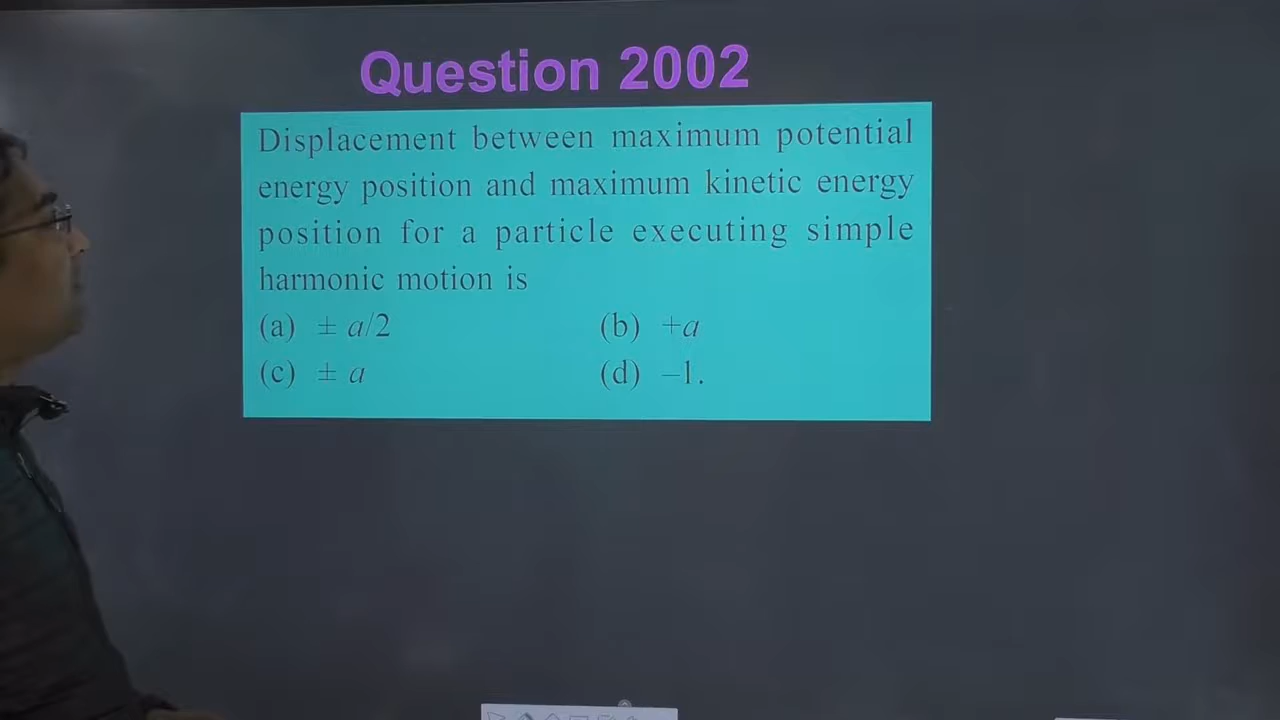 Question 2002
Displacement between maximum potential
energy position and maximum kinetic energy
position for a particle executing simple
harmonic motion is
(a) ± a/2 (b) +a
(c) ± a (d) –1.